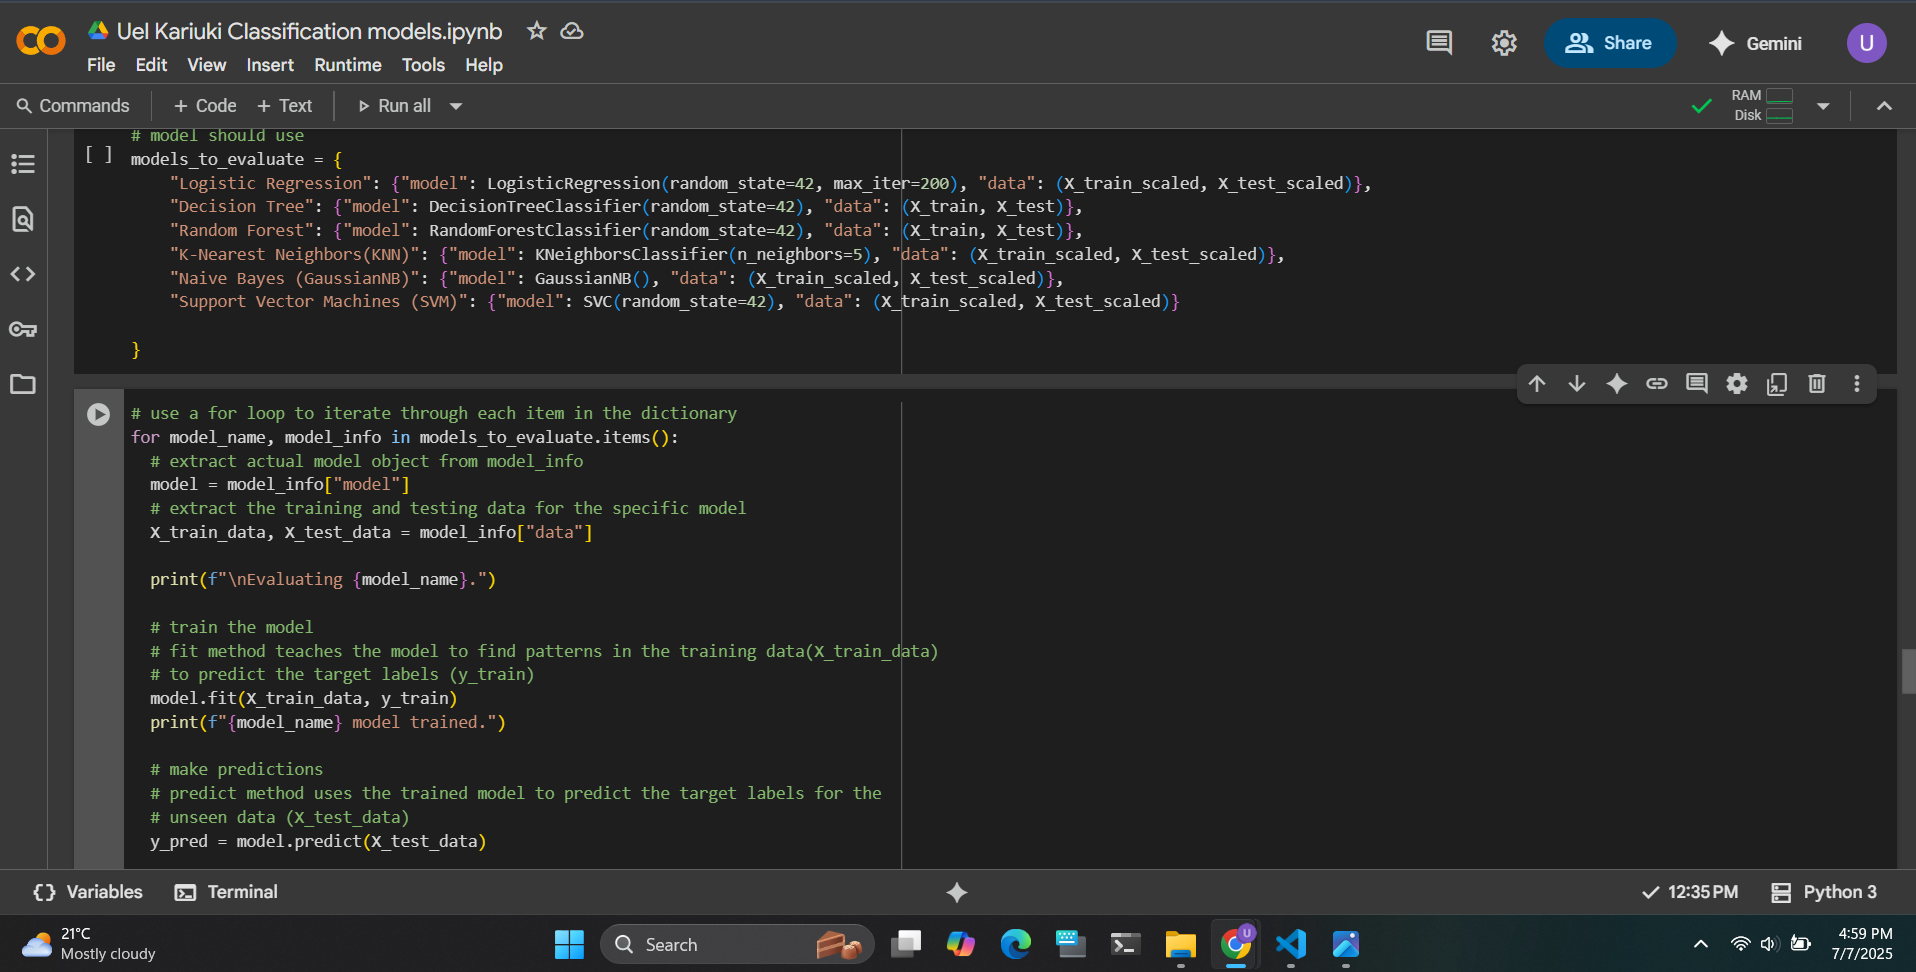 Uel Kariuki Classification models.ipynb
File Edit View Insert Runtime Tools Help
Share
Gemini
U
Commands
+ Code + Text
Run all
RAM
Disk
# model should use
[ ]
models_to_evaluate = {
"Logistic Regression": {"model": LogisticRegression(random_state=42, max_iter=200), "data": (X_train_scaled, X_test_scaled)},
"Decision Tree": {"model": DecisionTreeClassifier(random_state=42), "data": (X_train, X_test)},
"Random Forest": {"model": RandomForestClassifier(random_state=42), "data": (X_train, X_test)},
"K-Nearest Neighbors(KNN)": {"model": KNeighborsClassifier(n_neighbors=5), "data": (X_train_scaled, X_test_scaled)},
"Naive Bayes (GaussianNB)": {"model": GaussianNB(), "data": (X_train_scaled, X_test_scaled)},
"Support Vector Machines (SVM)": {"model": SVC(random_state=42), "data": (X_train_scaled, X_test_scaled)}
}
# use a for loop to iterate through each item in the dictionary
for model_name, model_info in models_to_evaluate.items():
# extract actual model object from model_info
model = model_info["model"]
# extract the training and testing data for the specific model
X_train_data, X_test_data = model_info["data"]
print(f"\nEvaluating {model_name}.")
# train the model
# fit method teaches the model to find patterns in the training data(X_train_data)
# to predict the target labels (y_train)
model.fit(X_train_data, y_train)
print(f"{model_name} model trained.")
# make predictions
# predict method uses the trained model to predict the target labels for the
# unseen data (X_test_data)
y_pred = model.predict(X_test_data)
Variables
Terminal
12:35 PM
Python 3
21°C
Mostly cloudy
Search
U
4:59 PM
7/7/2025